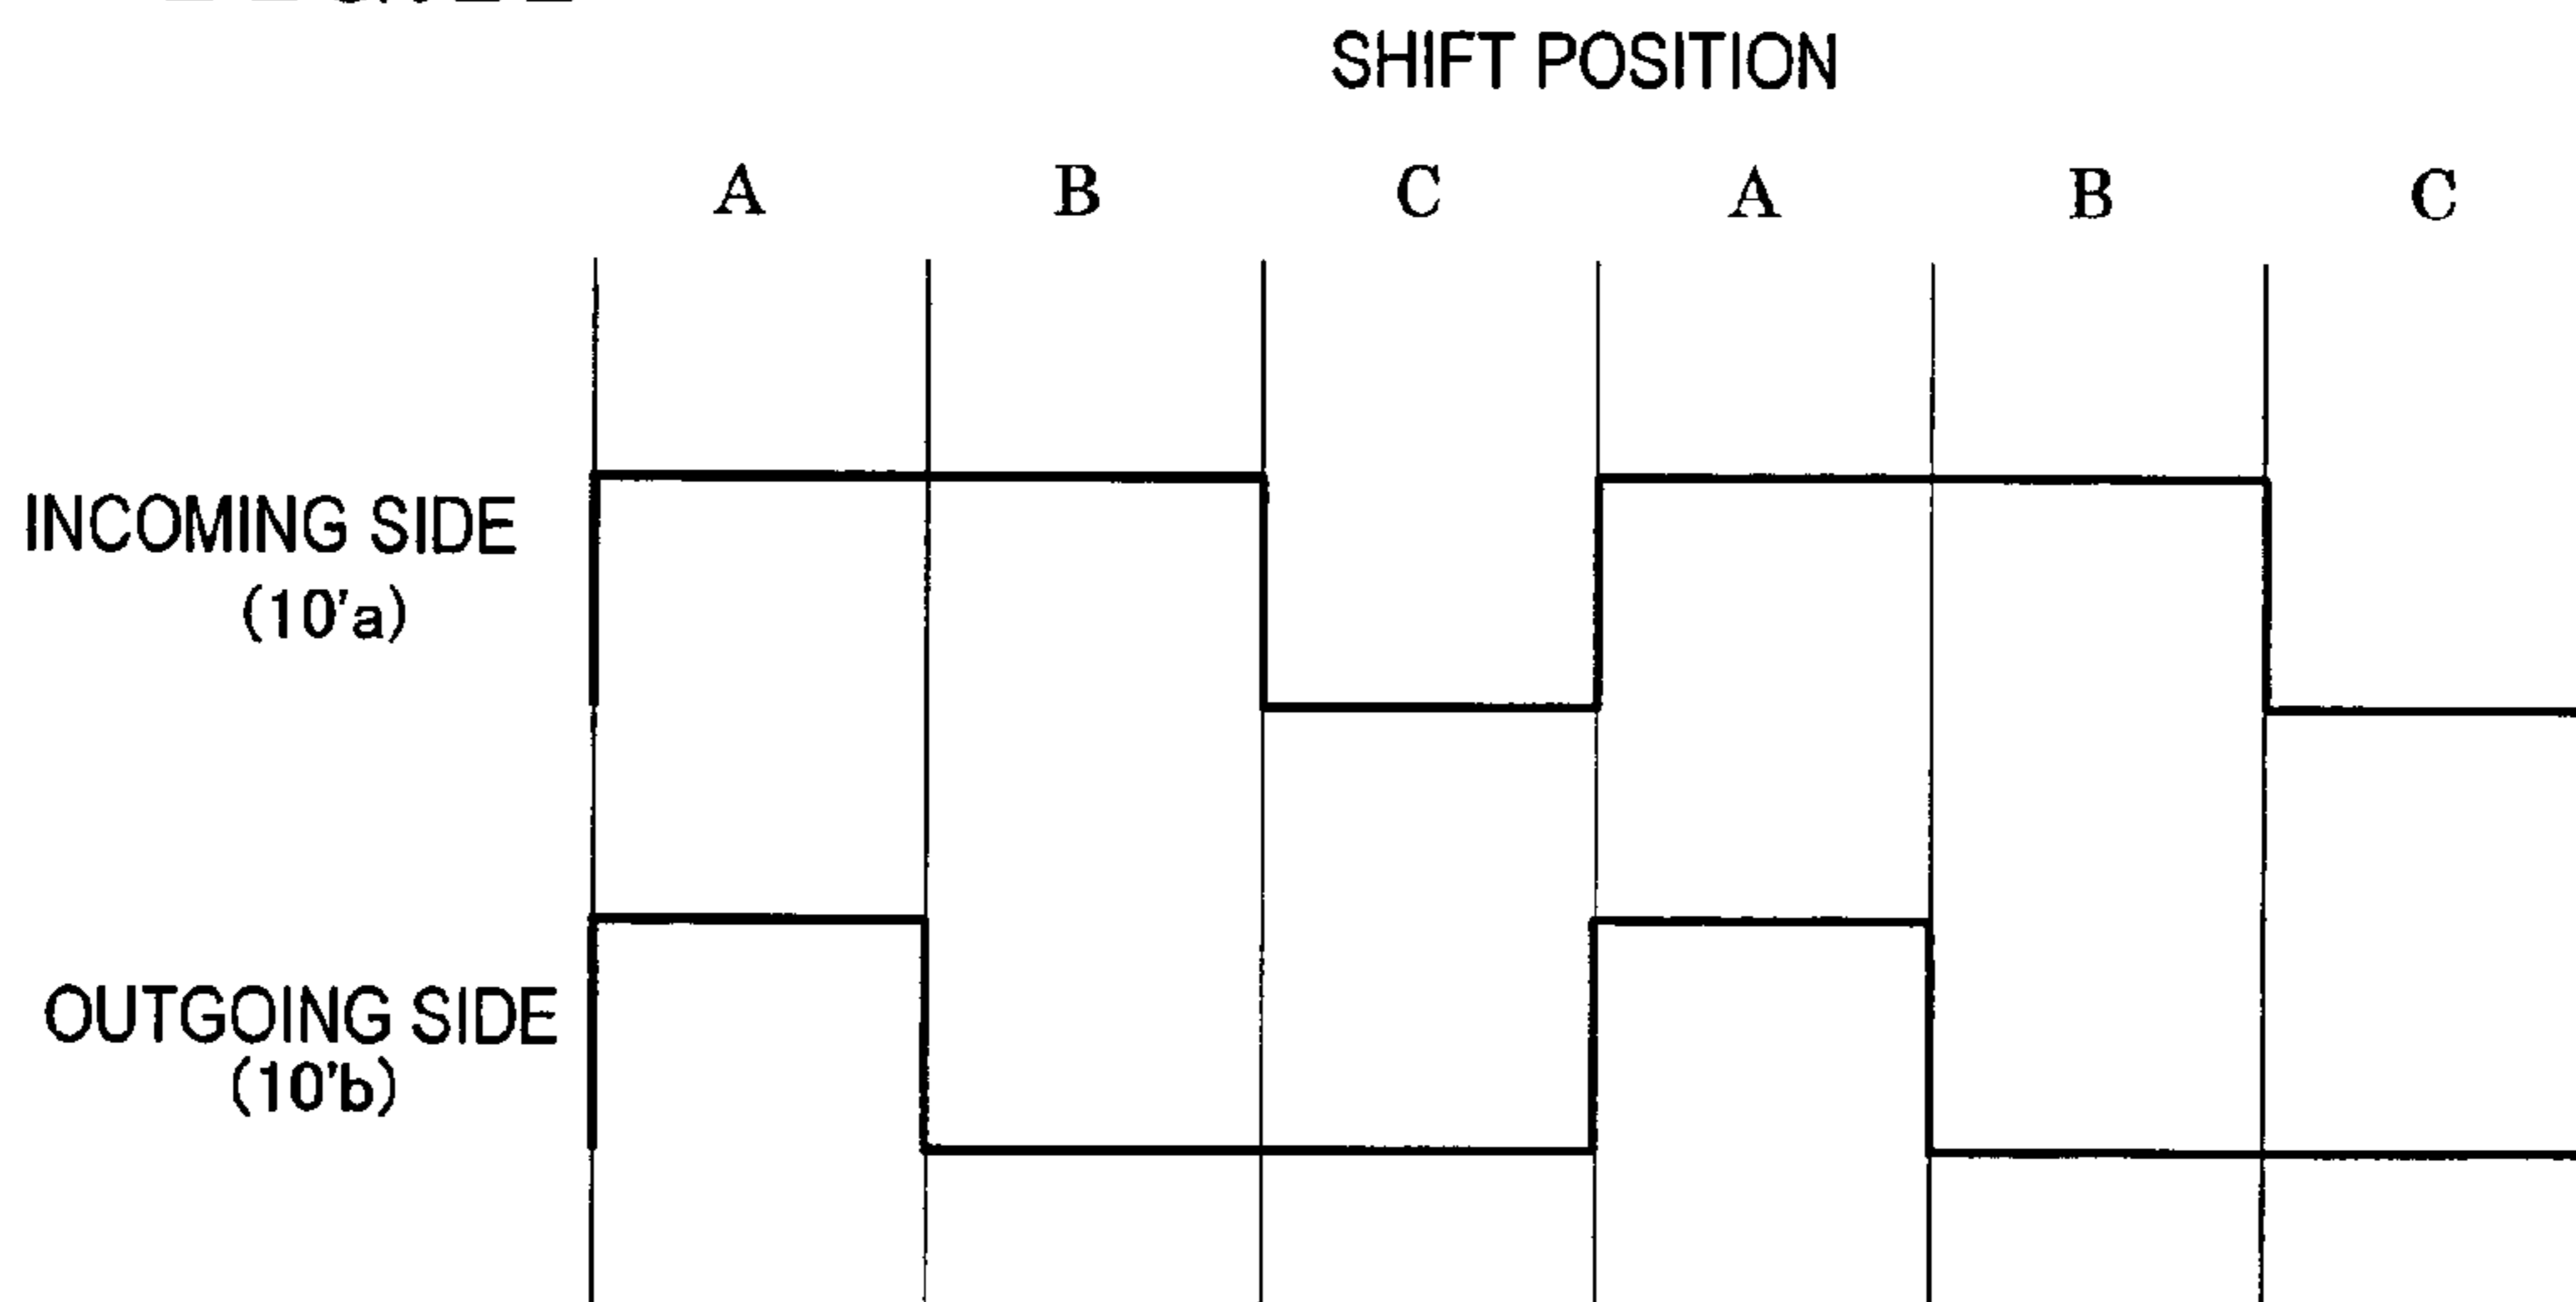 SHIFT POSITION
A B C A B C
INCOMING SIDE
(10'a)
OUTGOING SIDE
(10'b)